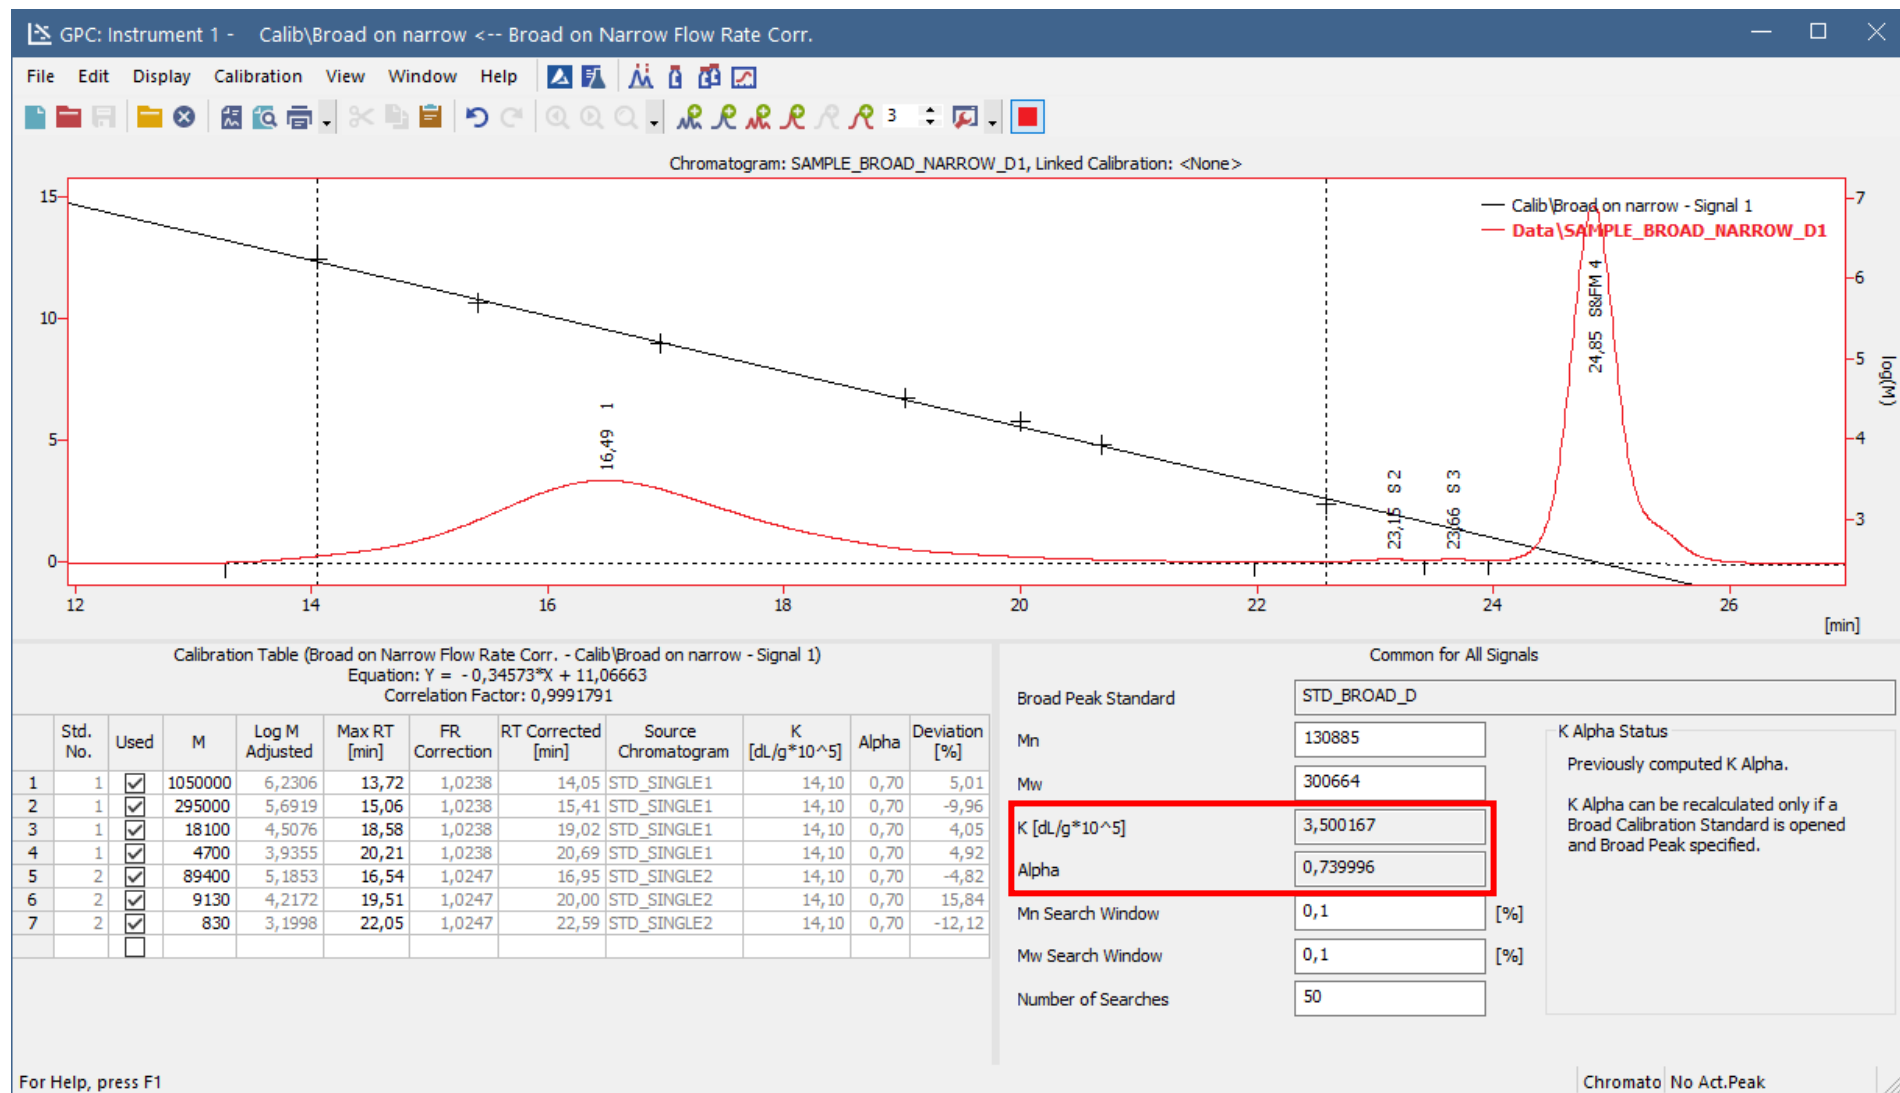 GPC: Instrument 1 - Calib\Broad on narrow <-- Broad on Narrow Flow Rate Corr.
File Edit Display Calibration View Window Help
3
Chromatogram: SAMPLE_BROAD_NARROW_D1, Linked Calibration: <None>
15
10
5
0
7
6
5
4
3
log(M)
Calib\Broad on narrow - Signal 1
Data\SAMPLE_BROAD_NARROW_D1
16,49 1
23,15 S 2
23,66 S 3
24,85 S&FM 4
12 14 16 18 20 22 24 26
[min]
Calibration Table (Broad on Narrow Flow Rate Corr. - Calib\Broad on narrow - Signal 1)
Equation: Y = - 0,34573*X + 11,06663
Correlation Factor: 0,9991791
Std. No. Used M Log M Adjusted Max RT [min] FR Correction RT Corrected [min] Source Chromatogram K [dL/g*10^5] Alpha Deviation [%]
1 1 1050000 6,2306 13,72 1,0238 14,05 STD_SINGLE1 14,10 0,70 5,01
2 1 295000 5,6919 15,06 1,0238 15,41 STD_SINGLE1 14,10 0,70 -9,96
3 1 18100 4,5076 18,58 1,0238 19,02 STD_SINGLE1 14,10 0,70 4,05
4 1 4700 3,9355 20,21 1,0238 20,69 STD_SINGLE1 14,10 0,70 4,92
5 2 89400 5,1853 16,54 1,0247 16,95 STD_SINGLE2 14,10 0,70 -4,82
6 2 9130 4,2172 19,51 1,0247 20,00 STD_SINGLE2 14,10 0,70 15,84
7 2 830 3,1998 22,05 1,0247 22,59 STD_SINGLE2 14,10 0,70 -12,12
Common for All Signals
Broad Peak Standard STD_BROAD_D
Mn 130885
Mw 300664
K [dL/g*10^5] 3,500167
Alpha 0,739996
Mn Search Window 0,1 [%]
Mw Search Window 0,1 [%]
Number of Searches 50
K Alpha Status
Previously computed K Alpha.
K Alpha can be recalculated only if a
Broad Calibration Standard is opened
and Broad Peak specified.
For Help, press F1
Chromato No Act.Peak